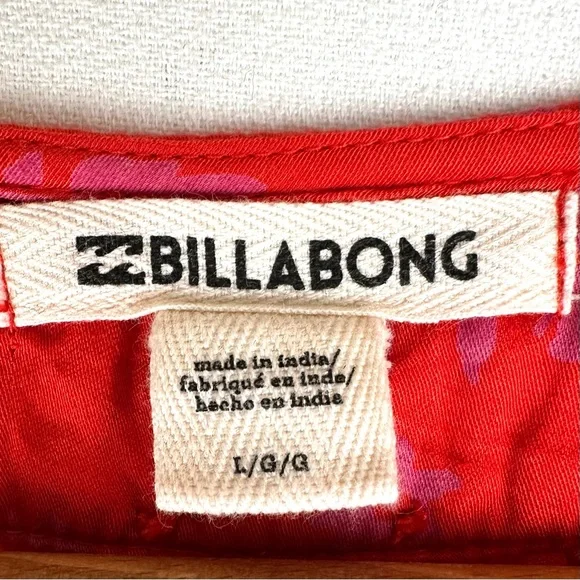 BILLABONG
made in india/
fabriqué en inde/
hecho en indie
L/G/G